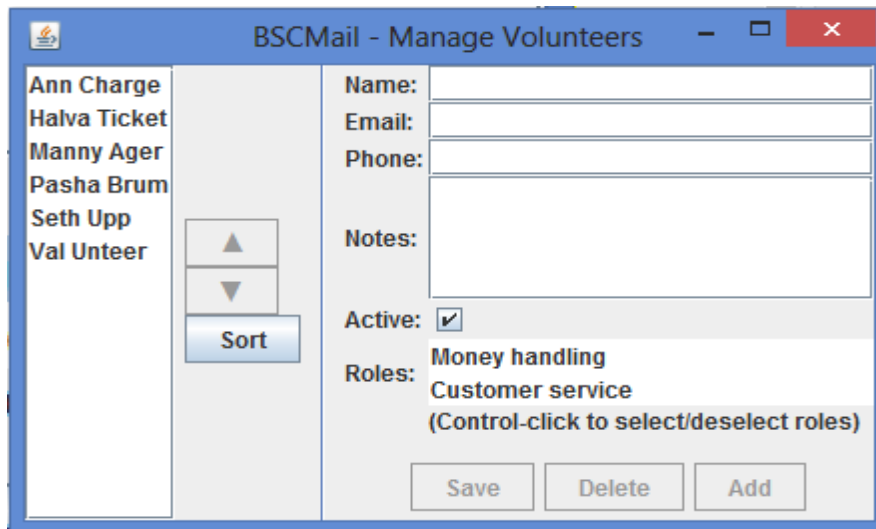 BSCMail - Manage Volunteers
Ann Charge
Halva Ticket
Manny Ager
Pasha Brum
Seth Upp
Val Unteer
Sort
Name:
Email:
Phone:
Notes:
Active:
Roles:
Money handling
Customer service
(Control-click to select/deselect roles)
Save Delete Add